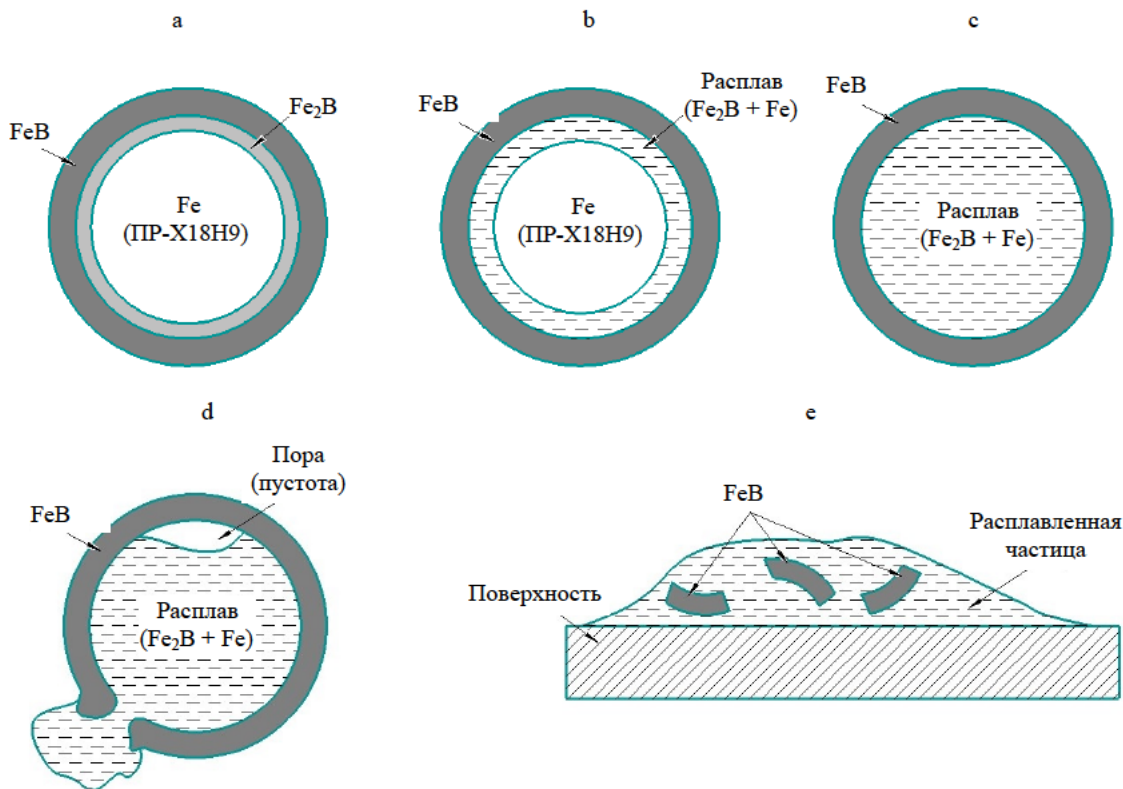 a
FeB
Fe₂B
Fe
(ПР-Х18Н9)
b
FeB
Расплав
(Fe₂B + Fe)
Fe
(ПР-Х18Н9)
c
FeB
Расплав
(Fe₂B + Fe)
d
Пора
(пустота)
FeB
Расплав
(Fe₂B + Fe)
e
FeB
Расплавленная
частица
Поверхность